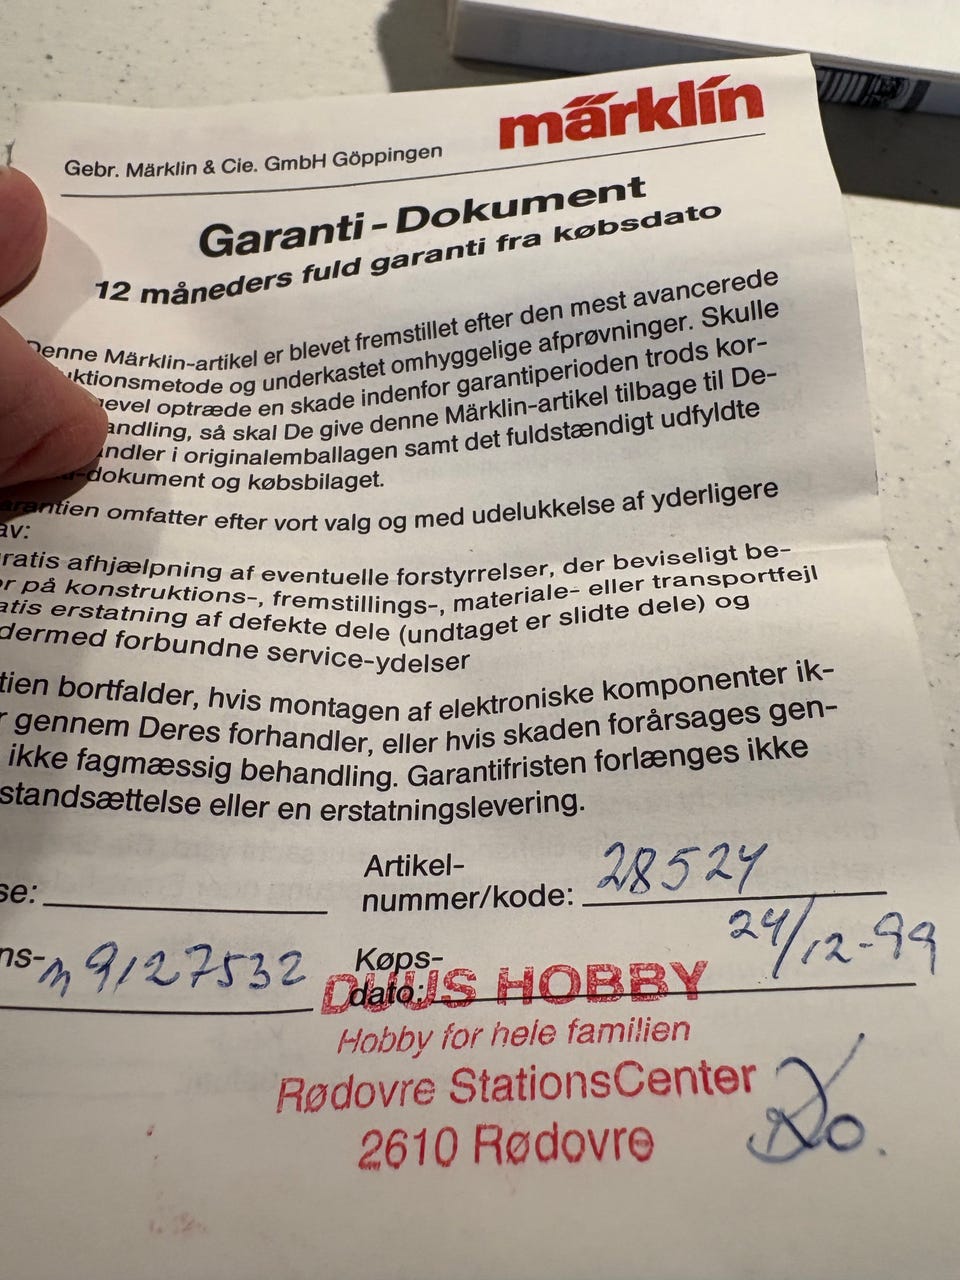 märklin
Gebr. Märklin & Cie. GmbH Göppingen
Garanti-Dokument
12 måneders fuld garanti fra købsdato
Denne Märklin-artikel er blevet fremstillet efter den mest avancerede
uktionsmetode og underkastet omhyggelige afprøvninger. Skulle
level optræde en skade indenfor garantiperioden trods kor-
andling, så skal De give denne Märklin-artikel tilbage til De-
andler i originalemballagen samt det fuldstændigt udfyldte
-dokument og købsbilaget.
arantien omfatter efter vort valg og med udelukkelse af yderligere
av:
ratis afhjælpning af eventuelle forstyrrelser, der beviseligt be-
or på konstruktions-, fremstillings-, materiale- eller transportfejl
atis erstatning af defekte dele (undtaget er slidte dele) og
dermed forbundne service-ydelser
tien bortfalder, hvis montagen af elektroniske komponenter ik-
r gennem Deres forhandler, eller hvis skaden forårsages gen-
ikke fagmæssig behandling. Garantifristen forlænges ikke
standsættelse eller en erstatningslevering.
Artikel-
nummer/kode: 28524
se:
ns- 9127532
Køps-
dato: 24/12-99
DUUS HOBBY
Hobby for hele familien
Rødovre StationsCenter
2610 Rødovre